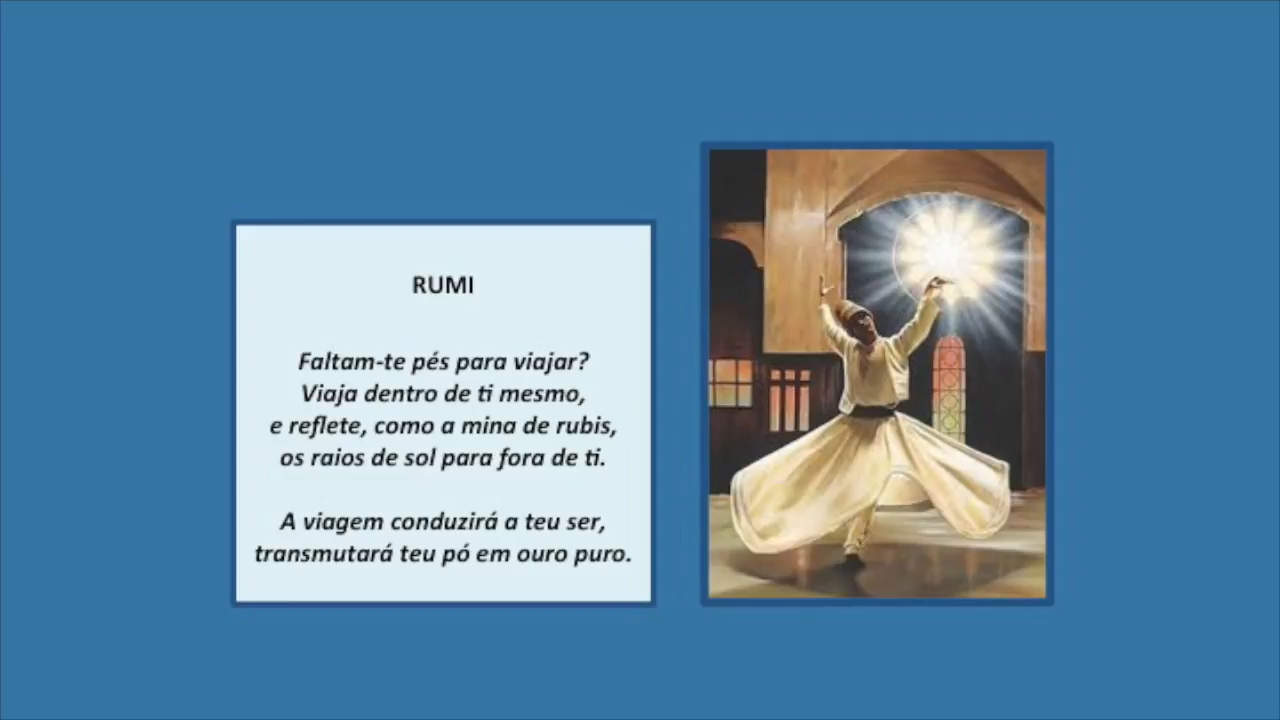 RUMI
Faltam-te pés para viajar?
Viaja dentro de ti mesmo,
e reflete, como a mina de rubis,
os raios de sol para fora de ti.
A viagem conduzirá a teu ser,
transmutará teu pó em ouro puro.